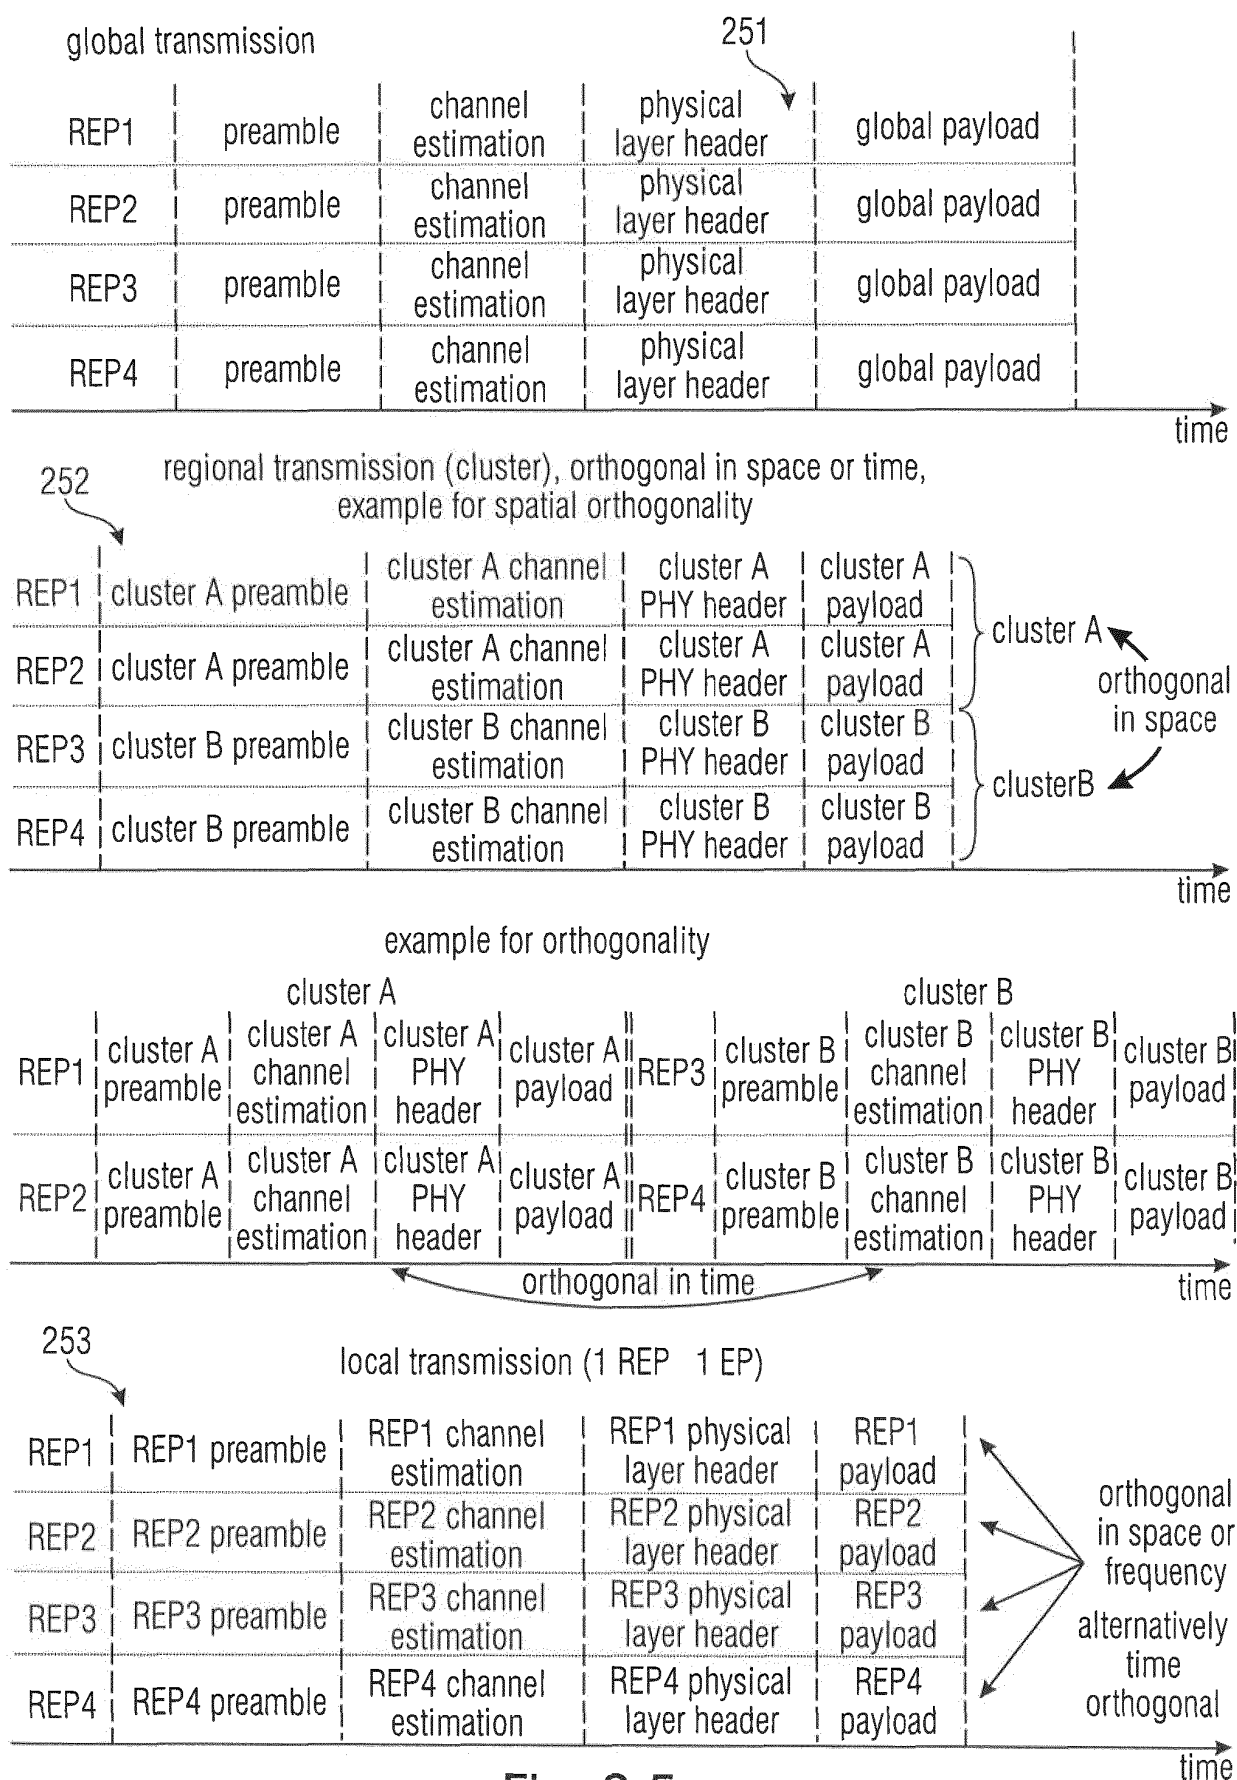 global transmission
251
REP1 preamble channel estimation physical layer header global payload
REP2 preamble channel estimation physical layer header global payload
REP3 preamble channel estimation physical layer header global payload
REP4 preamble channel estimation physical layer header global payload
time
252
regional transmission (cluster), orthogonal in space or time,
example for spatial orthogonality
REP1 cluster A preamble cluster A channel estimation cluster A PHY header cluster A payload
REP2 cluster A preamble cluster A channel estimation cluster A PHY header cluster A payload
cluster A
orthogonal
in space
REP3 cluster B preamble cluster B channel estimation cluster B PHY header cluster B payload
REP4 cluster B preamble cluster B channel estimation cluster B PHY header cluster B payload
clusterB
time
example for orthogonality
cluster A
cluster B
REP1 cluster A preamble cluster A channel estimation cluster A PHY header cluster A payload REP3 cluster B preamble cluster B channel estimation cluster B PHY header cluster B payload
REP2 cluster A preamble cluster A channel estimation cluster A PHY header cluster A payload REP4 cluster B preamble cluster B channel estimation cluster B PHY header cluster B payload
orthogonal in time
time
253
local transmission (1 REP 1 EP)
REP1 REP1 preamble REP1 channel estimation REP1 physical layer header REP1 payload
REP2 REP2 preamble REP2 channel estimation REP2 physical layer header REP2 payload
REP3 REP3 preamble REP3 channel estimation REP3 physical layer header REP3 payload
REP4 REP4 preamble REP4 channel estimation REP4 physical layer header REP4 payload
orthogonal
in space or
frequency
alternatively
time
orthogonal
time